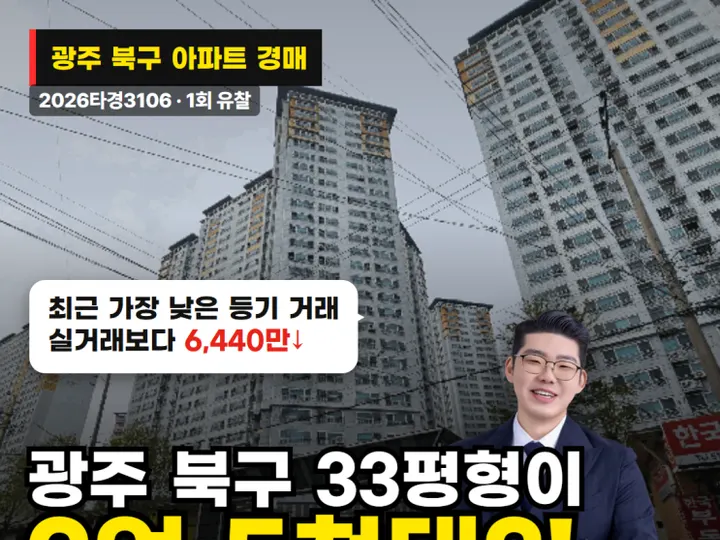 광주 북구 아파트 경매
2026타경3106 · 1회 유찰
최근 가장 낮은 등기 거래
실거래보다 6,440만↓
한국
광주 북구 33평형이